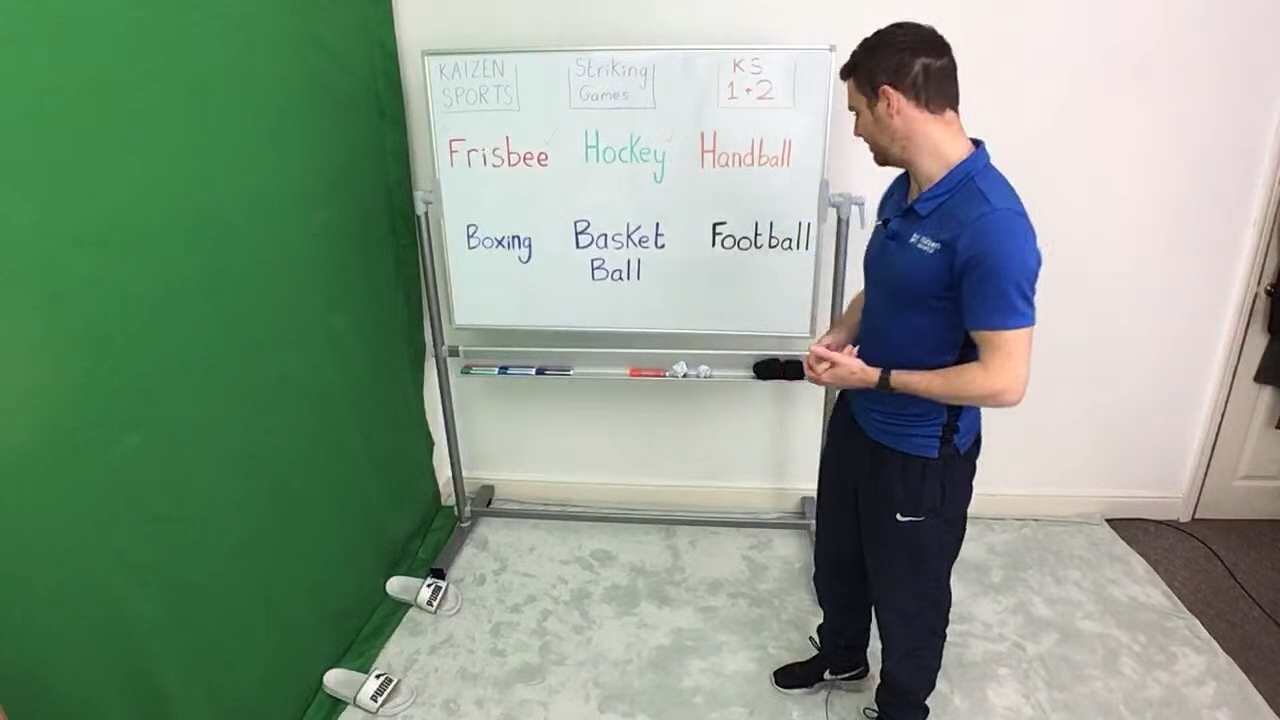 KAIZEN
SPORTS
Striking
Games
KS
1+2
Frisbee
Hockey
Handball
Boxing
Basket
Ball
Football
PUMA
PUMA